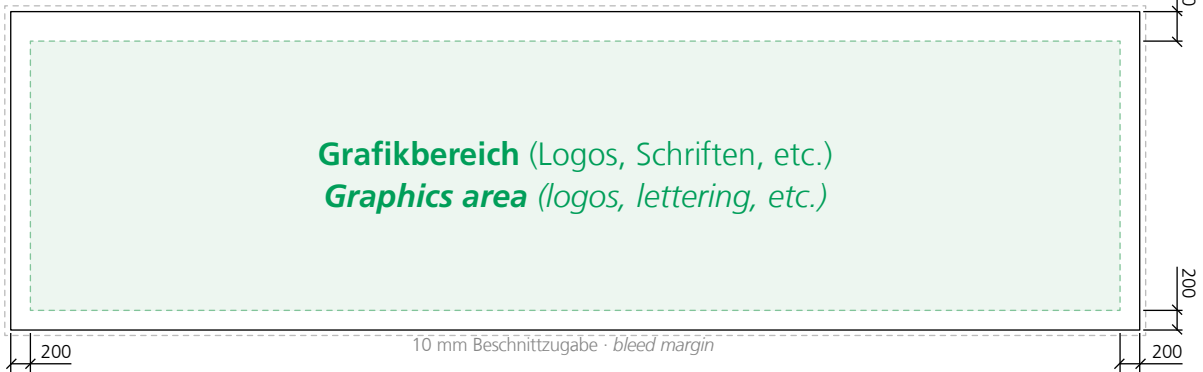 Grafikbereich (Logos, Schriften, etc.)
Graphics area (logos, lettering, etc.)
200
10 mm Beschnittzugabe · bleed margin
200
200